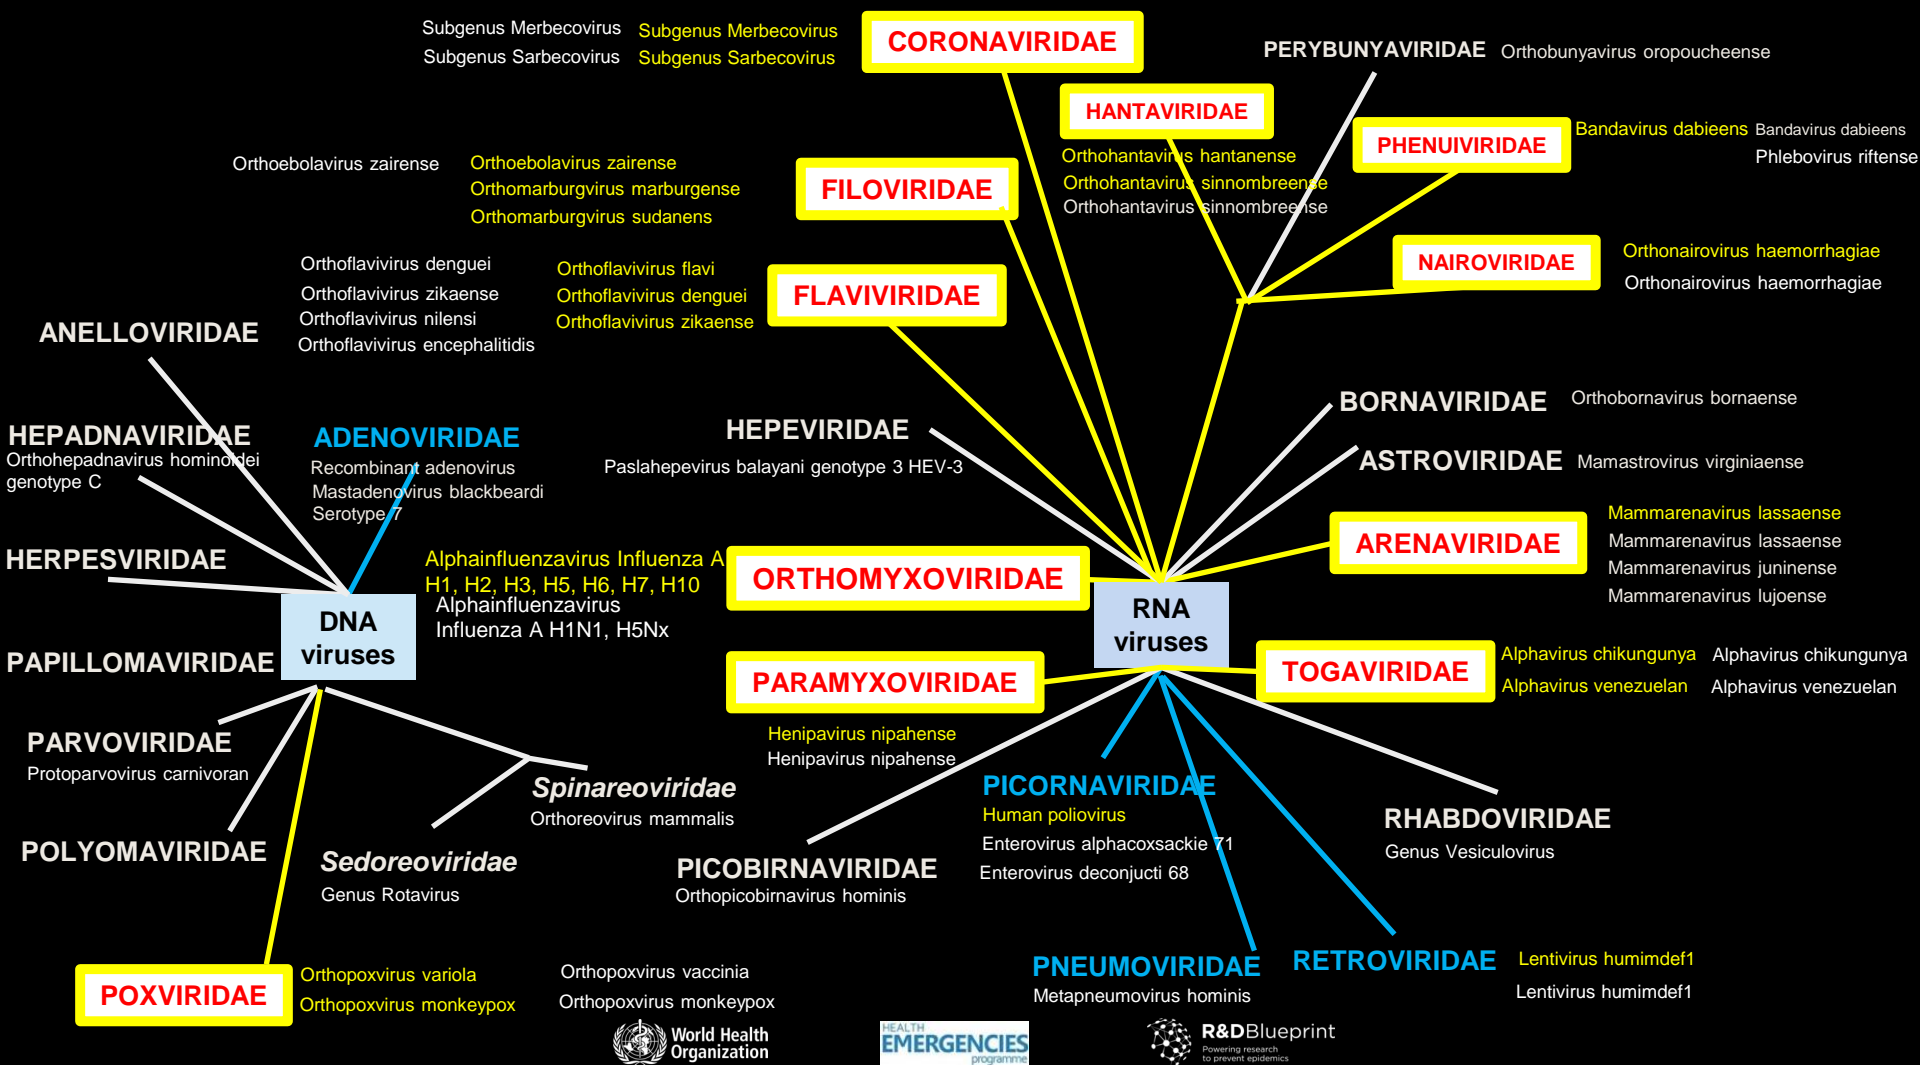 Subgenus Merbecovirus
Subgenus Sarbecovirus
Subgenus Merbecovirus
Subgenus Sarbecovirus
CORONAVIRIDAE
PERYBUNYAVIRIDAE
Orthobunyavirus oropoucheense
HANTAVIRIDAE
Orthohantavirus hantanense
Orthohantavirus sinnombreense
Orthohantavirus sinnombreense
PHENUIVIRIDAE
Bandavirus dabieens
Bandavirus dabieens
Phlebovirus riftense
Orthoebolavirus zairense
Orthoebolavirus zairense
Orthomarburgvirus marburgense
Orthomarburgvirus sudanens
FILOVIRIDAE
NAIROVIRIDAE
Orthonairovirus haemorrhagiae
Orthonairovirus haemorrhagiae
Orthoflavivirus denguei
Orthoflavivirus zikaense
Orthoflavivirus nilensi
Orthoflavivirus encephalitidis
Orthoflavivirus flavi
Orthoflavivirus denguei
Orthoflavivirus zikaense
FLAVIVIRIDAE
ANELLOVIRIDAE
HEPADNAVIRIDAE
Orthohepadnavirus hominoidei
genotype C
ADENOVIRIDAE
Recombinant adenovirus
Mastadenovirus blackbeardi
Serotype 7
HEPEVIRIDAE
Paslahepevirus balayani genotype 3 HEV-3
BORNAVIRIDAE
Orthobornavirus bornaense
ASTROVIRIDAE
Mamastrovirus virginiaense
HERPESVIRIDAE
Alphainfluenzavirus Influenza A
H1, H2, H3, H5, H6, H7, H10
Alphainfluenzavirus
Influenza A H1N1, H5Nx
ORTHOMYXOVIRIDAE
ARENAVIRIDAE
Mammarenavirus lassaense
Mammarenavirus lassaense
Mammarenavirus juninense
Mammarenavirus lujoense
DNA
viruses
RNA
viruses
PAPILLOMAVIRIDAE
PARAMYXOVIRIDAE
Henipavirus nipahense
Henipavirus nipahense
TOGAVIRIDAE
Alphavirus chikungunya
Alphavirus venezuelan
Alphavirus chikungunya
Alphavirus venezuelan
PARVOVIRIDAE
Protoparvovirus carnivoran
Spinareoviridae
Orthoreovirus mammalis
PICORNAVIRIDAE
Human poliovirus
Enterovirus alphacoxsackie 71
Enterovirus deconjucti 68
RHABDOVIRIDAE
Genus Vesiculovirus
POLYOMAVIRIDAE
Sedoreoviridae
Genus Rotavirus
PICOBIRNAVIRIDAE
Orthopicobirnavirus hominis
POXVIRIDAE
Orthopoxvirus variola
Orthopoxvirus monkeypox
Orthopoxvirus vaccinia
Orthopoxvirus monkeypox
PNEUMOVIRIDAE
Metapneumovirus hominis
RETROVIRIDAE
Lentivirus humimdef1
Lentivirus humimdef1
World Health
Organization
HEALTH
EMERGENCIES
programme
R&DBlueprint
Powering research
to prevent epidemics